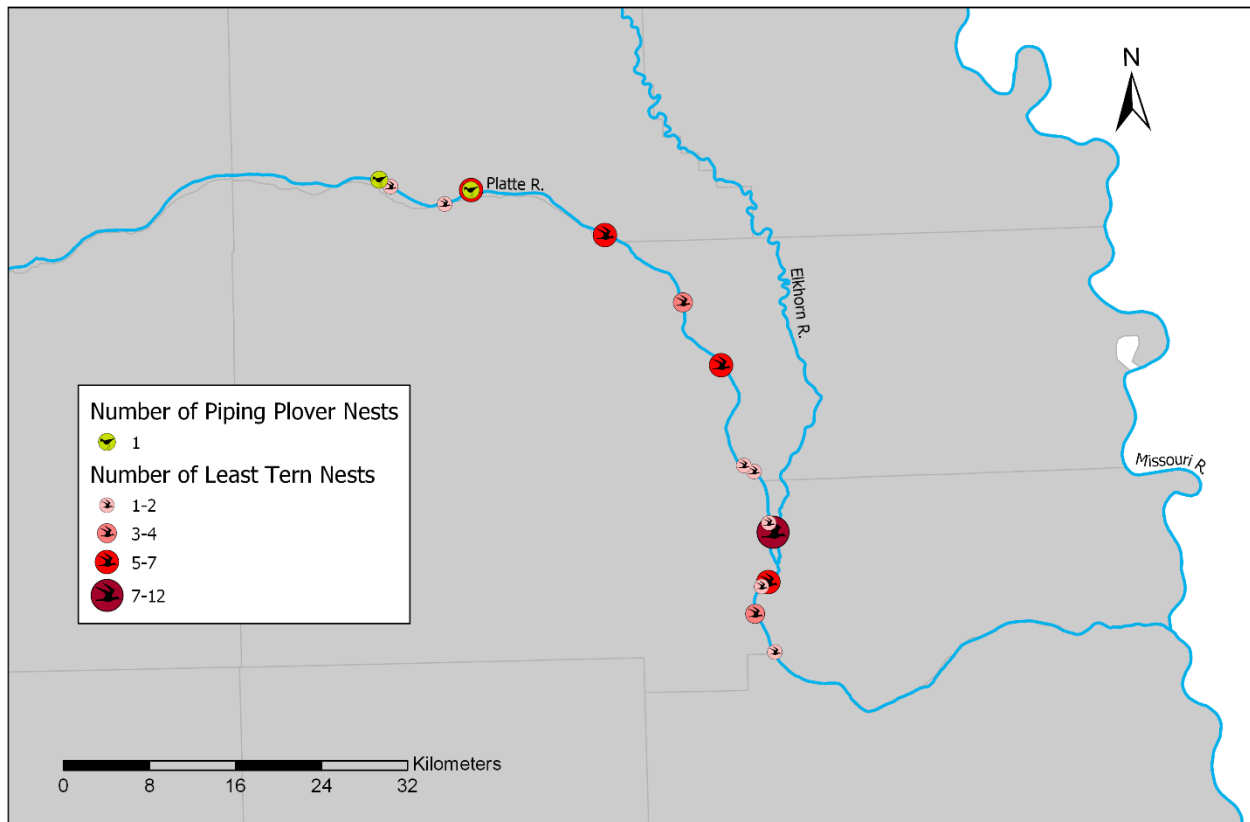 N
Platte R.
Elkhorn R.
Missouri R.
Number of Piping Plover Nests
1
Number of Least Tern Nests
1-2
3-4
5-7
7-12
Kilometers
0 8 16 24 32